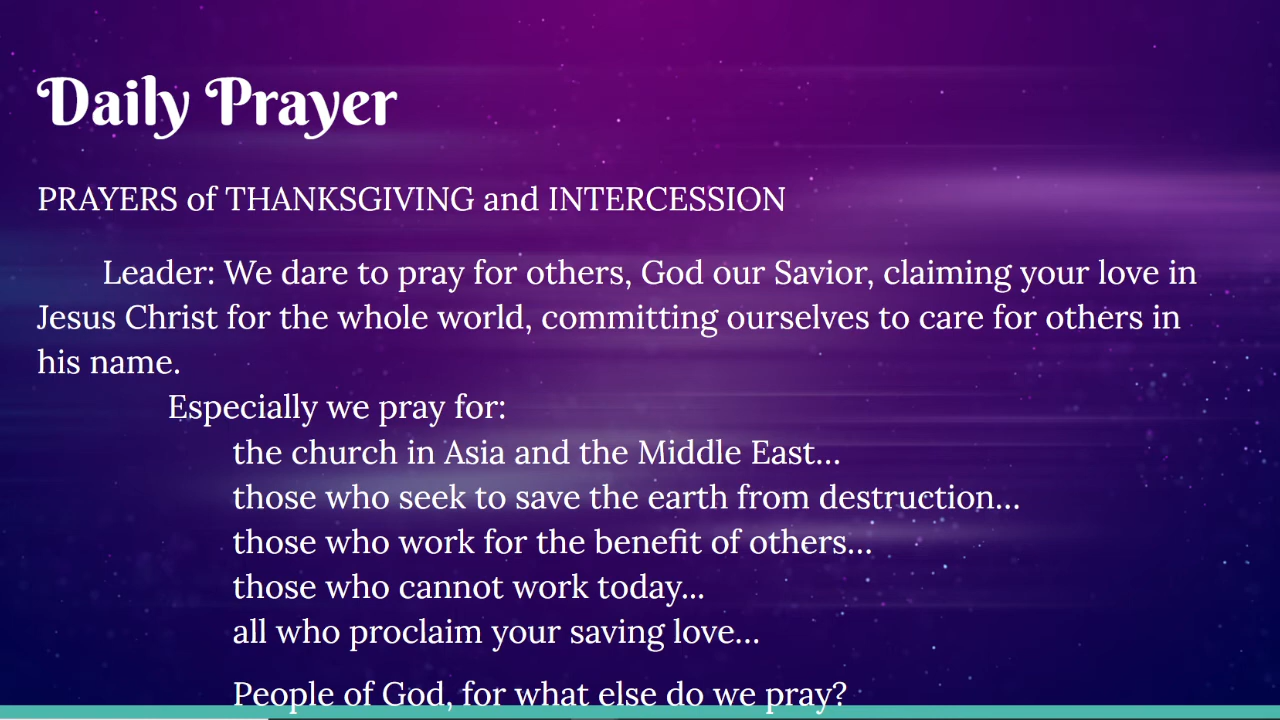 Daily Prayer
PRAYERS of THANKSGIVING and INTERCESSION
Leader: We dare to pray for others, God our Savior, claiming your love in
Jesus Christ for the whole world, committing ourselves to care for others in
his name.
Especially we pray for:
the church in Asia and the Middle East...
those who seek to save the earth from destruction...
those who work for the benefit of others...
those who cannot work today...
all who proclaim your saving love...
People of God, for what else do we pray?